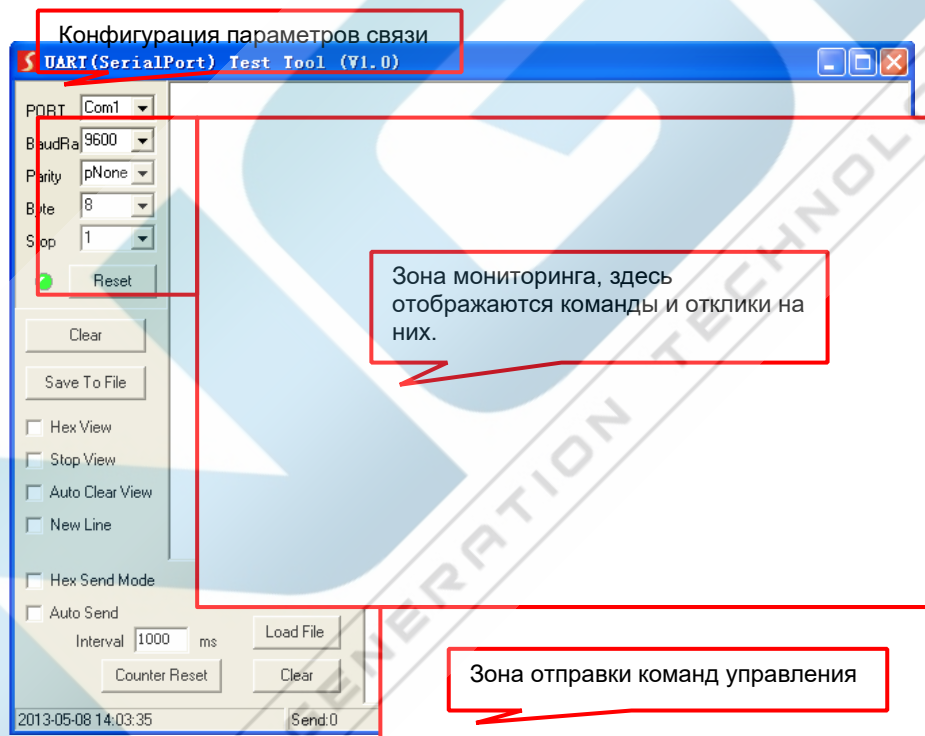 Конфигурация параметров связи
UART(SerialPort) Test Tool (V1.0)
PORT Com1
BaudRa 9600
Parity pNone
Byte 8
Stop 1
Reset
Зона мониторинга, здесь
отображаются команды и отклики на
них.
Clear
Save To File
Hex View
Stop View
Auto Clear View
New Line
Hex Send Mode
Auto Send
Interval 1000 ms
Load File
Counter Reset
Clear
Зона отправки команд управления
2013-05-08 14:03:35
Send:0
GENERATION TECHNOLO